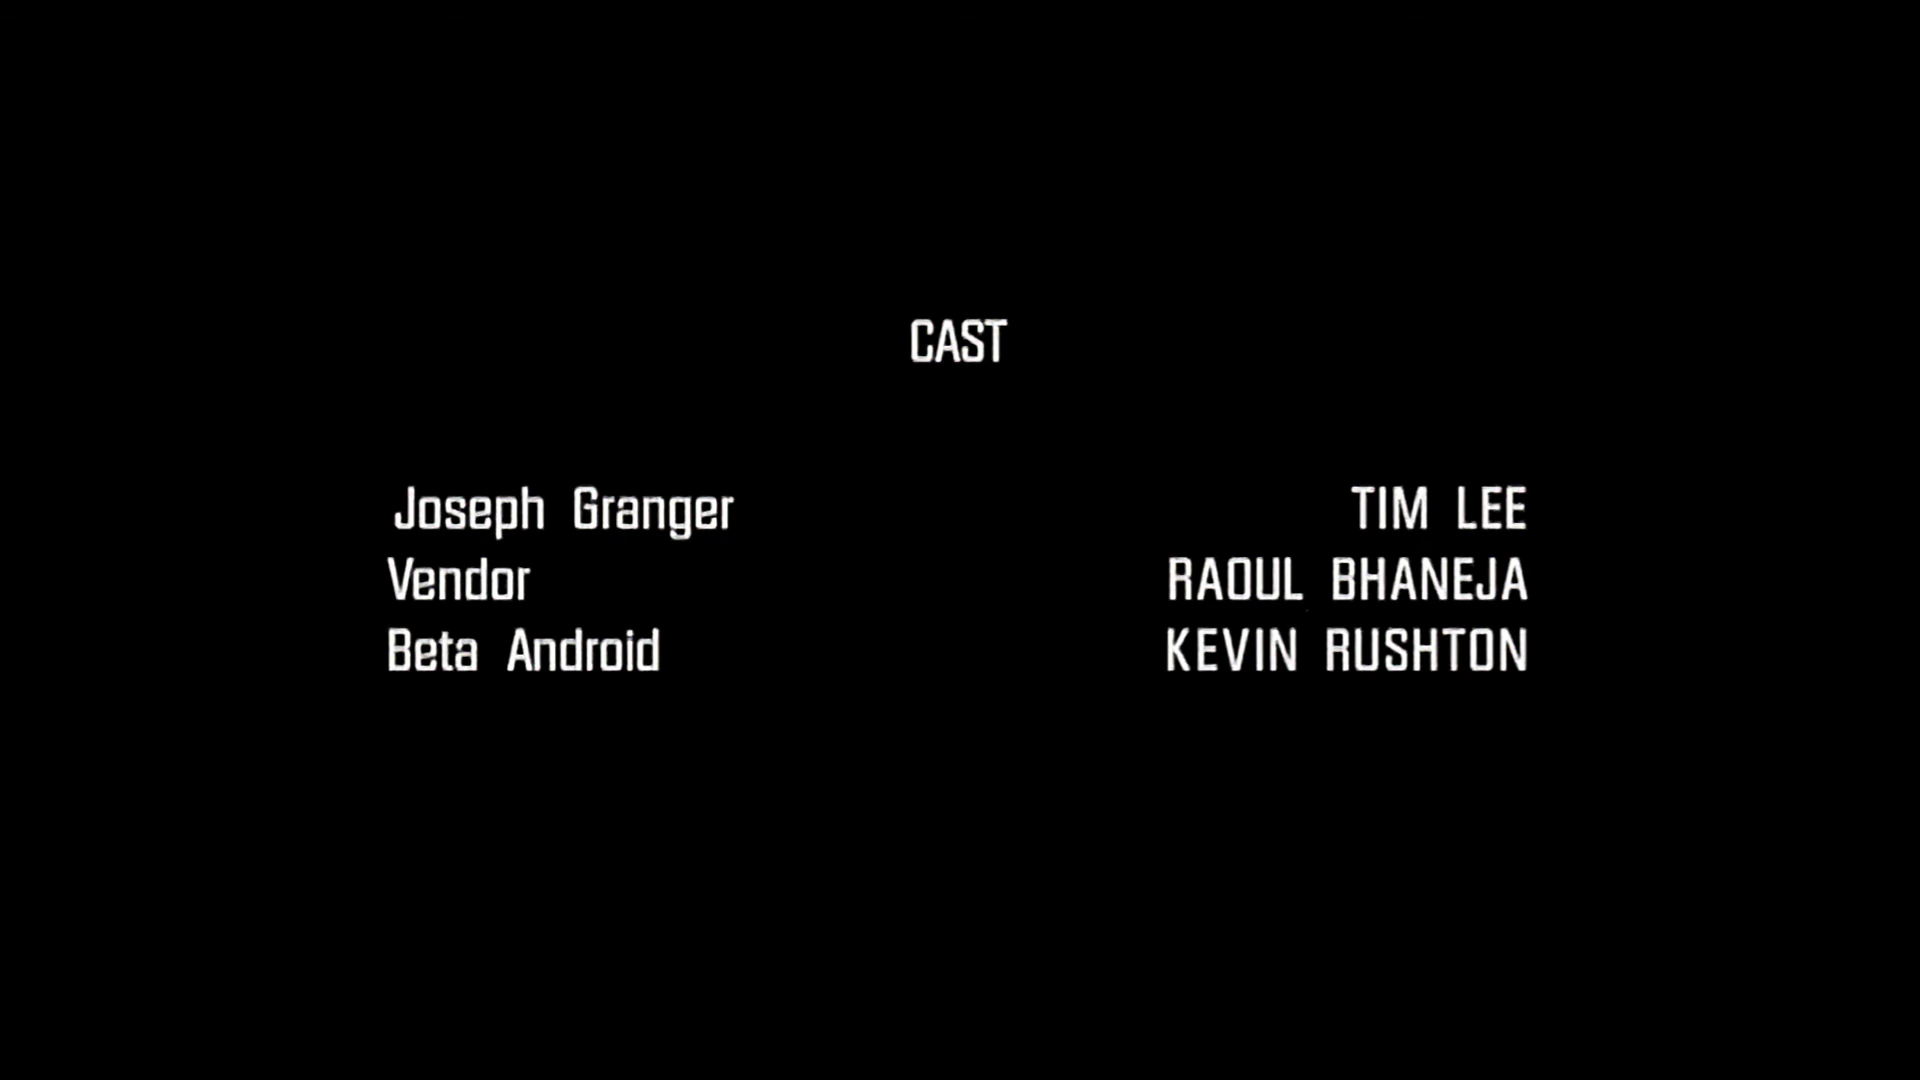 CAST
Joseph Granger TIM LEE
Vendor RAOUL BHANEJA
Beta Android KEVIN RUSHTON